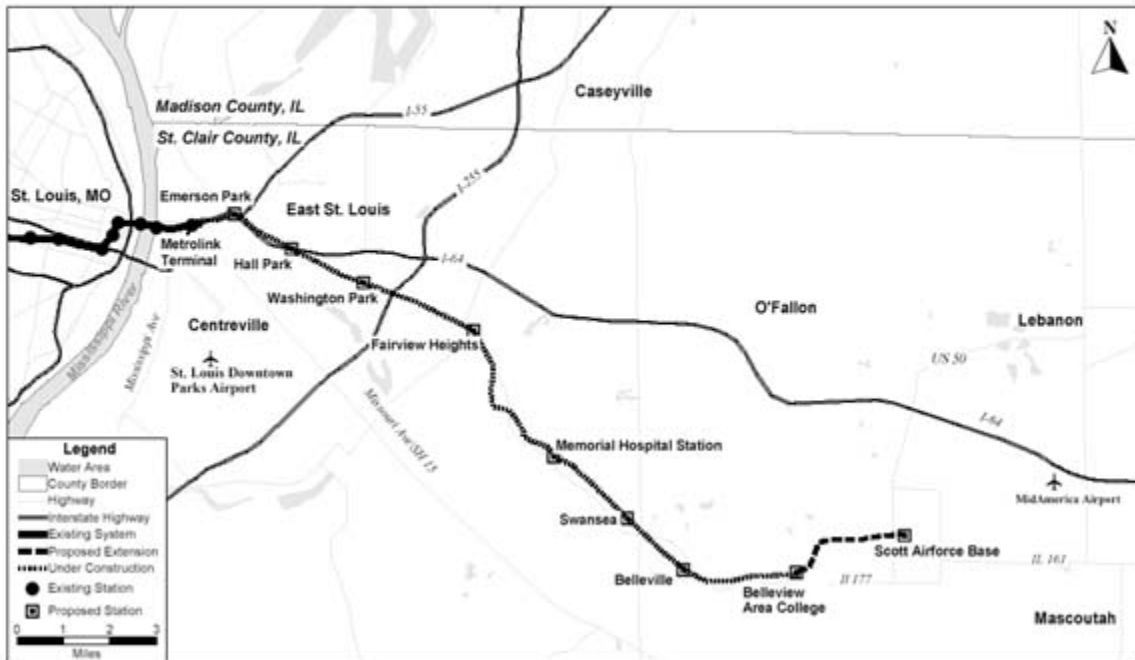 N
Caseyville
Madison County, IL
I-55
St. Clair County, IL
I-255
St. Louis, MO
Emerson Park
East St. Louis
Metrolink
Terminal
Hall Park
I-64
Washington Park
O'Fallon
Lebanon
Mississippi River
Mississippi Ave
Centreville
Fairview Heights
US 50
St. Louis Downtown
Parks Airport
Missouri Ave/SH 15
I-64
Memorial Hospital Station
MidAmerica Airport
Swansea
Scott Airforce Base
Belleville
Belleview
Area College
Il 177
IL 161
Mascoutah
Legend
Water Area
County Border
Highway
Interstate Highway
Existing System
Proposed Extension
Under Construction
Existing Station
Proposed Station
0 1 2 3
Miles